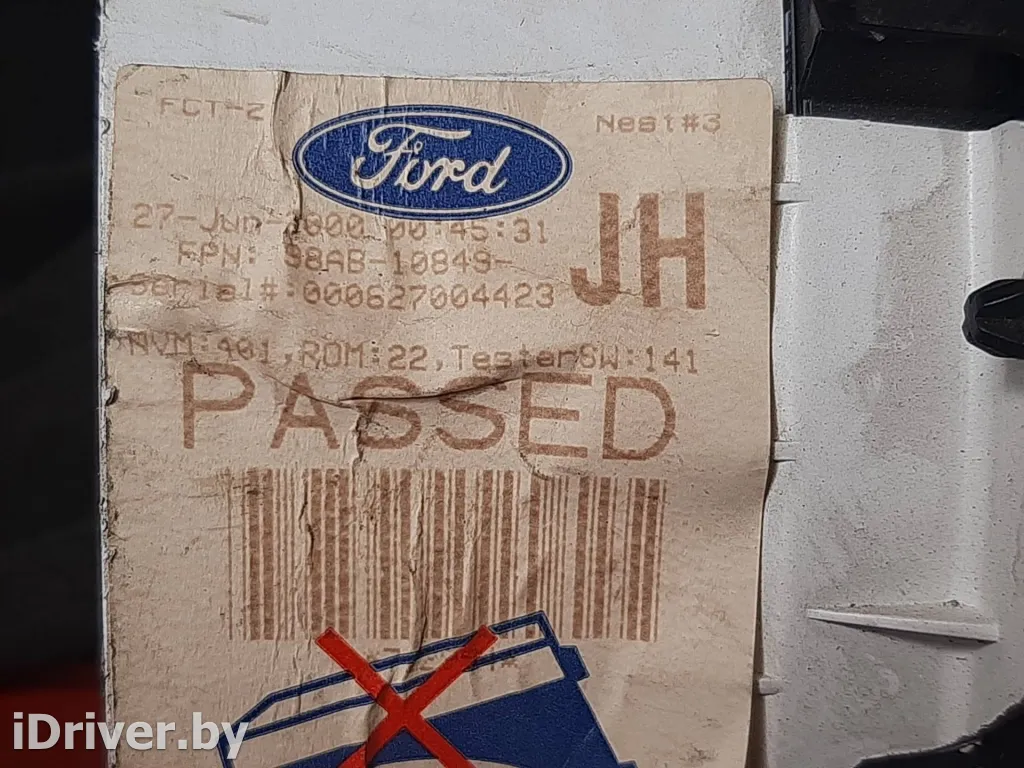 FCT-2
Nest#3
Ford
27-Jun 00:45:31
FPN: 98AB-10849-
JH
Serial#:000627004423
NVM:401,ROM:22,TesterSW:141
PASSED
iDriver.by